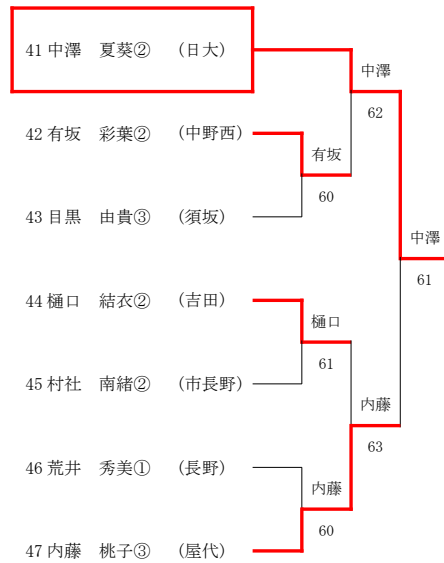 41 中澤 夏葵② (日大)
中澤
62
42 有坂 彩葉② (中野西)
有坂
60
43 目黒 由貴③ (須坂)
中澤
61
44 樋口 結衣② (吉田)
樋口
61
45 村社 南緒② (市長野)
内藤
63
46 荒井 秀美① (長野)
内藤
60
47 内藤 桃子③ (屋代)